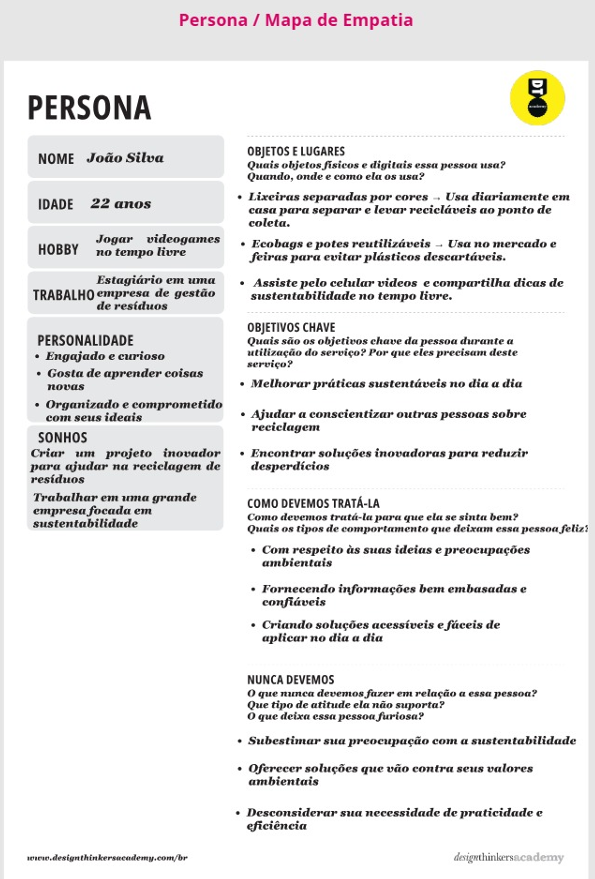 Persona / Mapa de Empatia
PERSONA
DT
academy
NOME João Silva
IDADE 22 anos
HOBBY Jogar videogames
no tempo livre
TRABALHO Estagiário em uma
empresa de gestão
de resíduos
PERSONALIDADE
• Engajado e curioso
• Gosta de aprender coisas
novas
• Organizado e comprometido
com seus ideais
SONHOS
Criar um projeto inovador
para ajudar na reciclagem de
resíduos
Trabalhar em uma grande
empresa focada em
sustentabilidade
OBJETOS E LUGARES
Quais objetos físicos e digitais essa pessoa usa?
Quando, onde e como ela os usa?
• Lixeiras separadas por cores → Usa diariamente em
casa para separar e levar recicláveis ao ponto de
coleta.
• Ecobags e potes reutilizáveis → Usa no mercado e
feiras para evitar plásticos descartáveis.
• Assiste pelo celular videos e compartilha dicas de
sustentabilidade no tempo livre.
OBJETIVOS CHAVE
Quais são os objetivos chave da pessoa durante a
utilização do serviço? Por que eles precisam deste
serviço?
• Melhorar práticas sustentáveis no dia a dia
• Ajudar a conscientizar outras pessoas sobre
reciclagem
• Encontrar soluções inovadoras para reduzir
desperdícios
COMO DEVEMOS TRATÁ-LA
Como devemos tratá-la para que ela se sinta bem?
Quais os tipos de comportamento que deixam essa pessoa feliz?
• Com respeito às suas ideias e preocupações
ambientais
• Fornecendo informações bem embasadas e
confiáveis
• Criando soluções acessíveis e fáceis de
aplicar no dia a dia
NUNCA DEVEMOS
O que nunca devemos fazer em relação a essa pessoa?
Que tipo de atitude ela não suporta?
O que deixa essa pessoa furiosa?
• Subestimar sua preocupação com a sustentabilidade
• Oferecer soluções que vão contra seus valores
ambientais
• Desconsiderar sua necessidade de praticidade e
eficiência
www.designthinkersacademy.com/br
designthinkersacademy